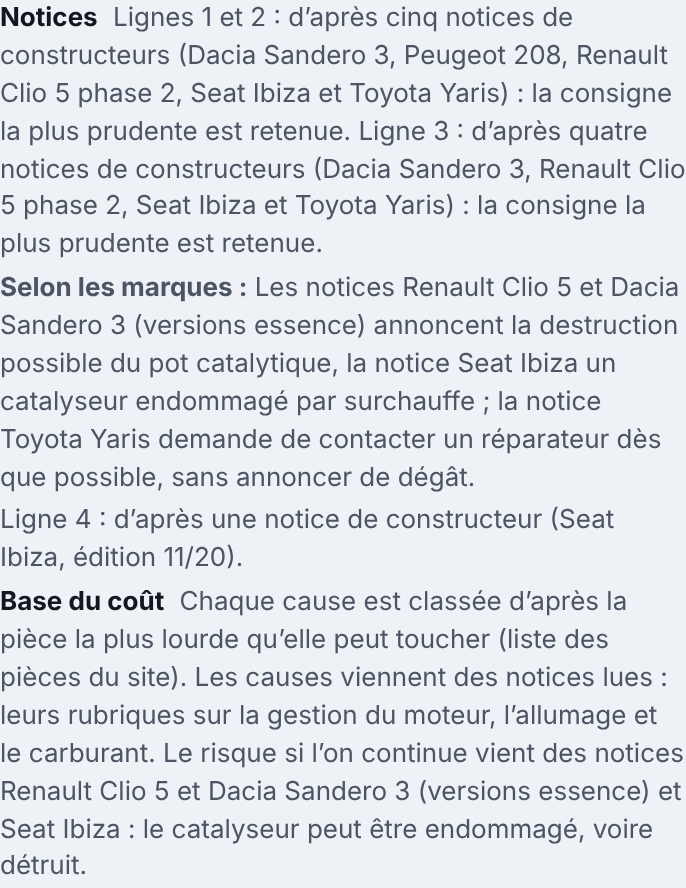 Notices Lignes 1 et 2 : d’après cinq notices de
constructeurs (Dacia Sandero 3, Peugeot 208, Renault
Clio 5 phase 2, Seat Ibiza et Toyota Yaris) : la consigne
la plus prudente est retenue. Ligne 3 : d’après quatre
notices de constructeurs (Dacia Sandero 3, Renault Clio
5 phase 2, Seat Ibiza et Toyota Yaris) : la consigne la
plus prudente est retenue.
Selon les marques : Les notices Renault Clio 5 et Dacia
Sandero 3 (versions essence) annoncent la destruction
possible du pot catalytique, la notice Seat Ibiza un
catalyseur endommagé par surchauffe ; la notice
Toyota Yaris demande de contacter un réparateur dès
que possible, sans annoncer de dégât.
Ligne 4 : d’après une notice de constructeur (Seat
Ibiza, édition 11/20).
Base du coût Chaque cause est classée d’après la
pièce la plus lourde qu’elle peut toucher (liste des
pièces du site). Les causes viennent des notices lues :
leurs rubriques sur la gestion du moteur, l’allumage et
le carburant. Le risque si l’on continue vient des notices
Renault Clio 5 et Dacia Sandero 3 (versions essence) et
Seat Ibiza : le catalyseur peut être endommagé, voire
détruit.